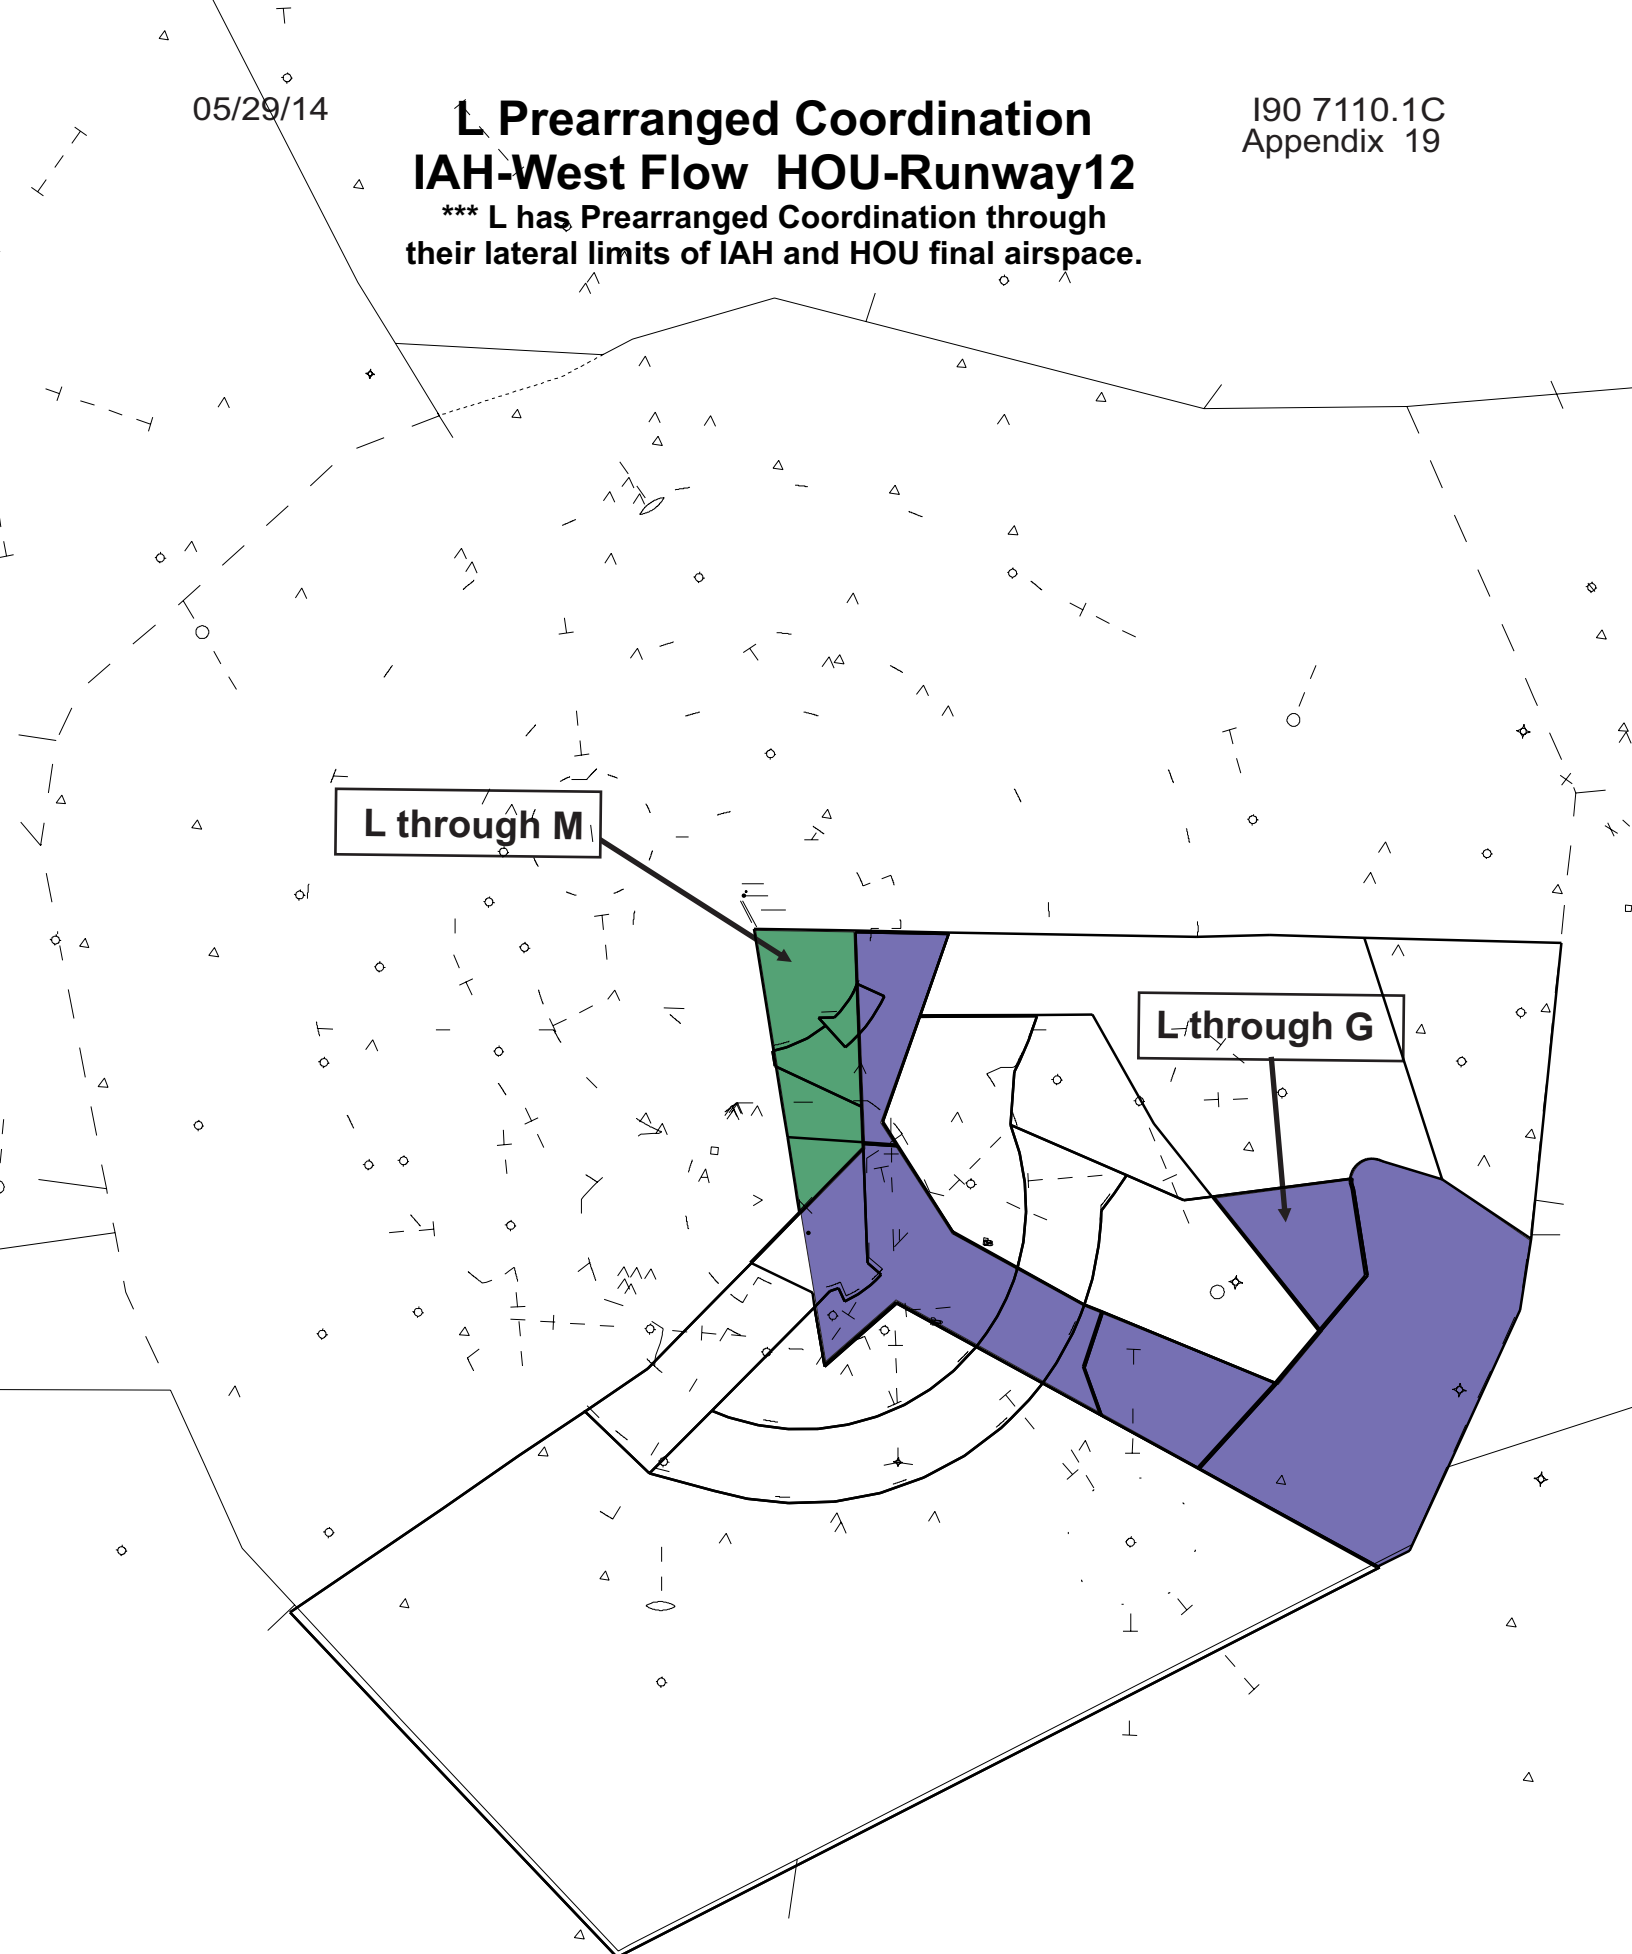 05/29/14
L Prearranged Coordination
IAH-West Flow HOU-Runway12
*** L has Prearranged Coordination through
their lateral limits of IAH and HOU final airspace.
I90 7110.1C
Appendix 19
L through M
L through G